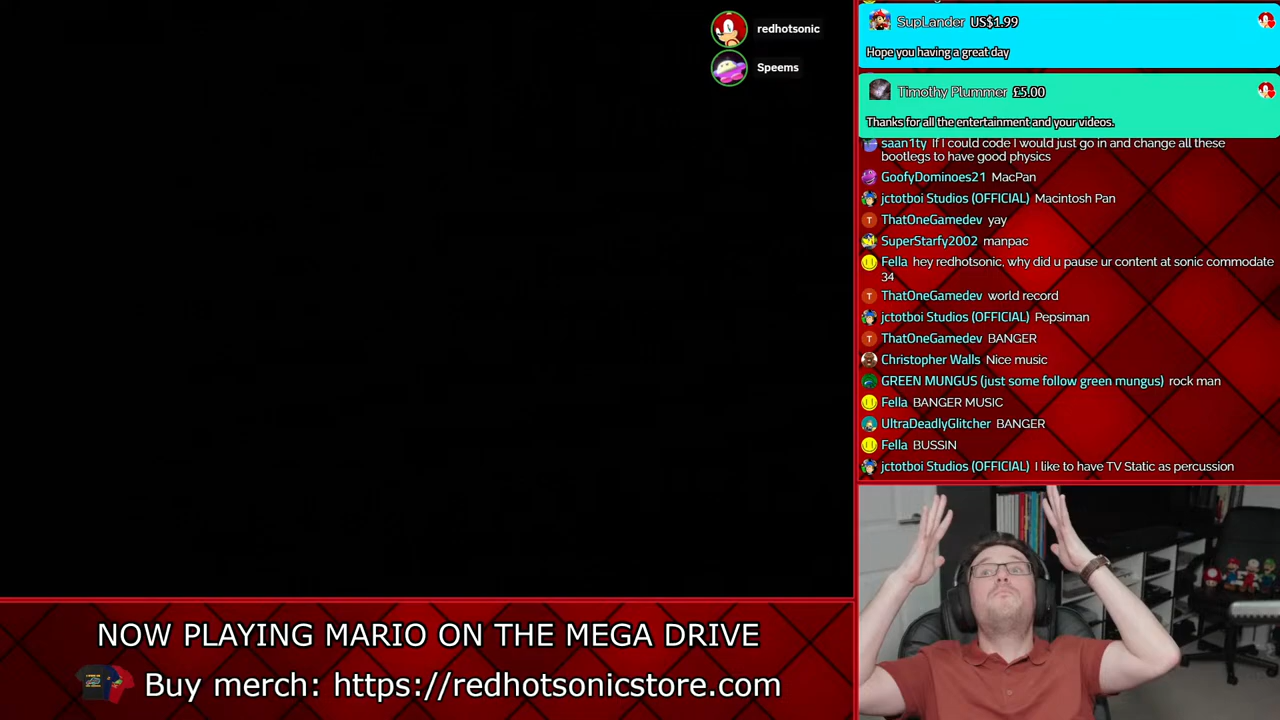 redhotsonic
Speems
SupLander US$1.99
Hope you having a great day
Timothy Plummer £5.00
Thanks for all the entertainment and your videos.
saan1ty If I could code I would just go in and change all these
bootlegs to have good physics
GoofyDominoes21 MacPan
jctotboi Studios (OFFICIAL) Macintosh Pan
ThatOneGamedev yay
SuperStarfy2002 manpac
Fella hey redhotsonic, why did u pause ur content at sonic commodate
34
ThatOneGamedev world record
jctotboi Studios (OFFICIAL) Pepsiman
ThatOneGamedev BANGER
Christopher Walls Nice music
GREEN MUNGUS (just some follow green mungus) rock man
Fella BANGER MUSIC
UltraDeadlyGlitcher BANGER
Fella BUSSIN
jctotboi Studios (OFFICIAL) I like to have TV Static as percussion
NOW PLAYING MARIO ON THE MEGA DRIVE
Buy merch: https://redhotsonicstore.com